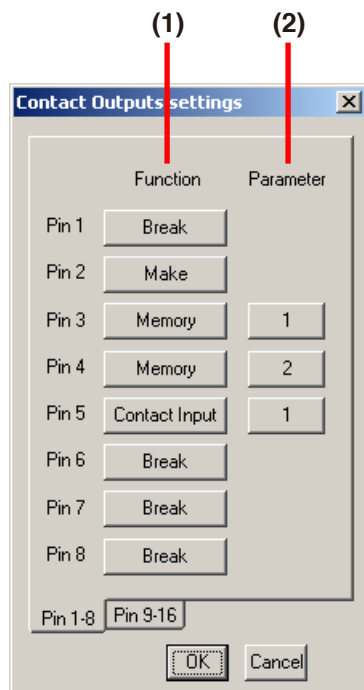 (1) (2)
Contact Outputs settings
Function Parameter
Pin 1 Break
Pin 2 Make
Pin 3 Memory 1
Pin 4 Memory 2
Pin 5 Contact Input 1
Pin 6 Break
Pin 7 Break
Pin 8 Break
Pin 1-8 Pin 9-16
OK Cancel